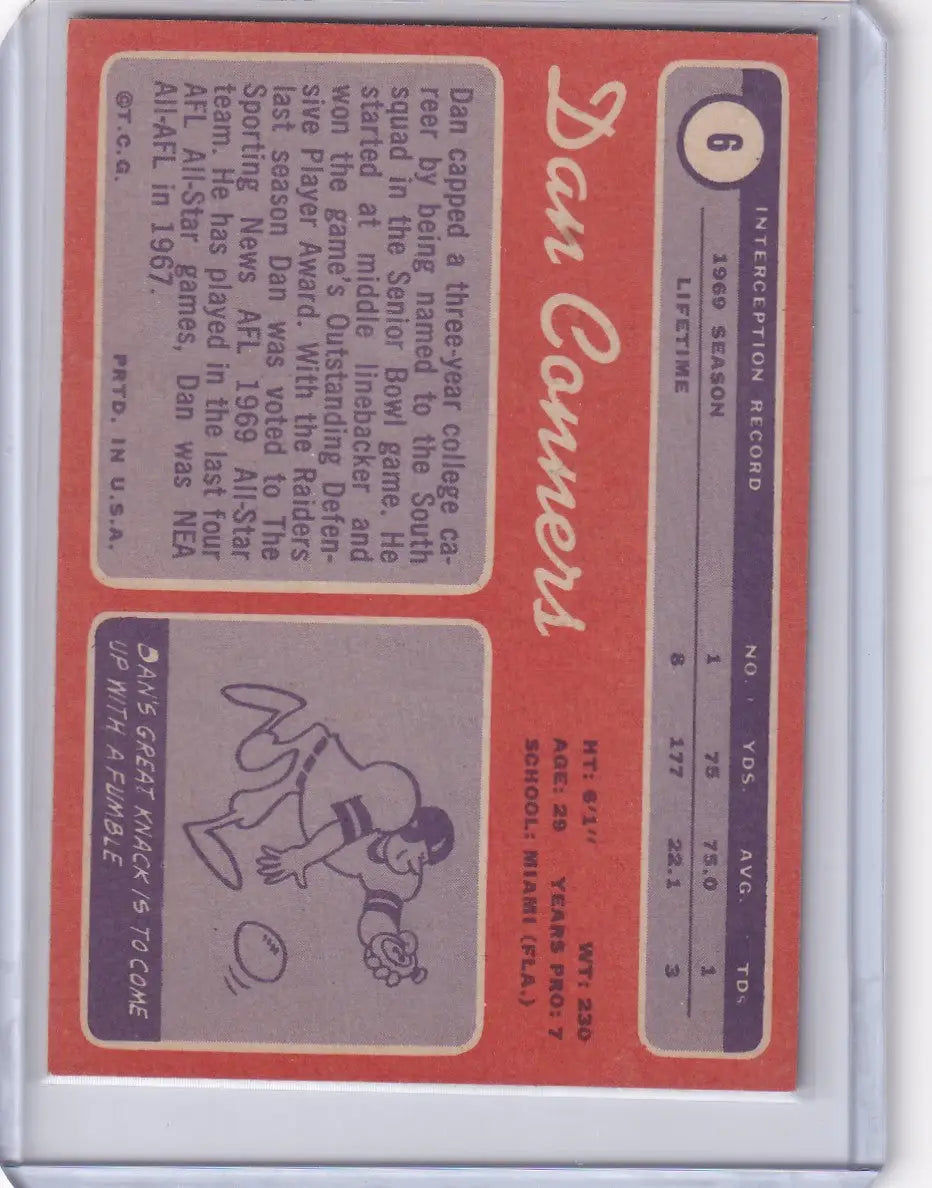 6
INTERCEPTION RECORD NO. YDS. AVG. TDS
1969 SEASON 1 75 75.0 1
LIFETIME 8 177 22.1 3
Dan Conners
HT: 6'1" WT: 230
AGE: 29 YEARS PRO: 7
SCHOOL: MIAMI (FLA.)
Dan capped a three-year college ca-
reer by being named to the South
squad in the Senior Bowl game. He
started at middle linebacker and
won the game's Outstanding Defen-
sive Player Award. With the Raiders
last season Dan was voted to The
Sporting News AFL 1969 All-Star
team. He has played in the last four
AFL All-Star games, Dan was NEA
All-AFL in 1967.
©T.C.G. PRTD. IN U.S.A.
DAN'S GREAT KNACK IS TO COME
UP WITH A FUMBLE